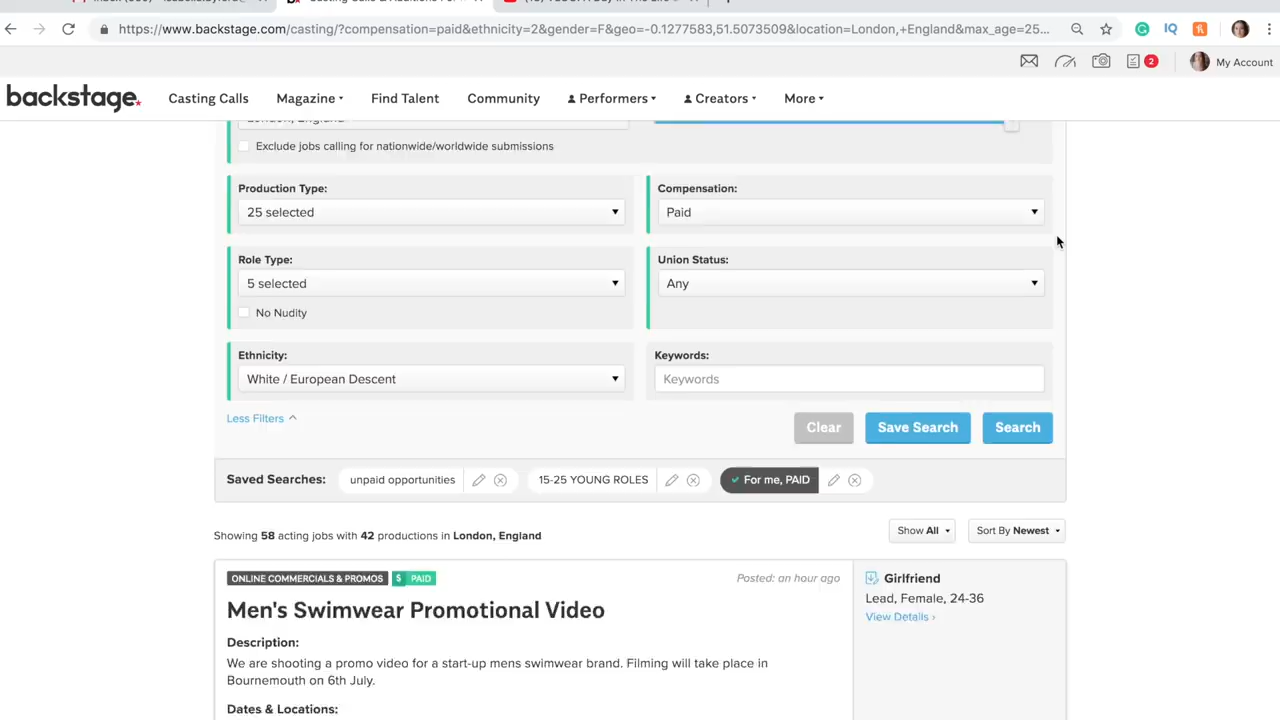 https://www.backstage.com/casting/?compensation=paid&ethnicity=2&gender=F&geo=-0.1277583,51.5073509&location=London,+England&max_age=25...
IQ
2
My Account
backstage.
Casting Calls
Magazine
Find Talent
Community
Performers
Creators
More
London, England
Exclude jobs calling for nationwide/worldwide submissions
Production Type:
Compensation:
25 selected
Paid
Role Type:
Union Status:
5 selected
Any
No Nudity
Ethnicity:
Keywords:
White / European Descent
Keywords
Less Filters
Clear
Save Search
Search
Saved Searches:
unpaid opportunities
15-25 YOUNG ROLES
For me, PAID
Showing 58 acting jobs with 42 productions in London, England
Show All
Sort By Newest
ONLINE COMMERCIALS & PROMOS
$ PAID
Posted: an hour ago
Girlfriend
Lead, Female, 24-36
View Details ›
Men's Swimwear Promotional Video
Description:
We are shooting a promo video for a start-up mens swimwear brand. Filming will take place in
Bournemouth on 6th July.
Dates & Locations: